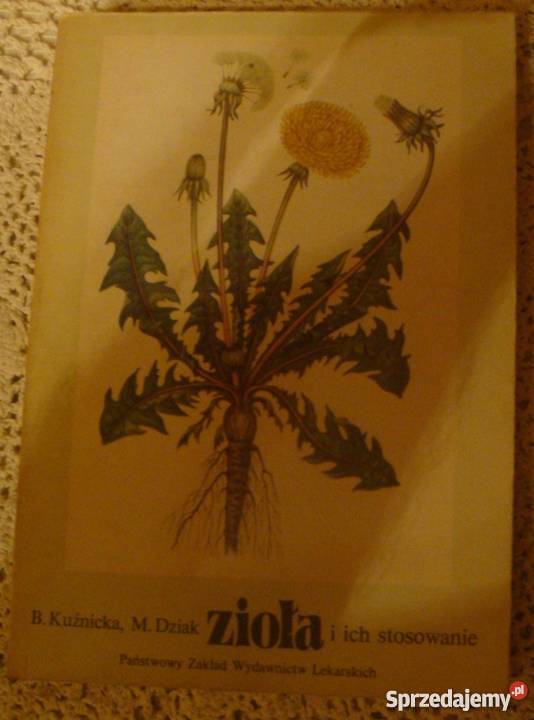 B. Kuźnicka, M. Dziak zioła i ich stosowanie
Państwowy Zakład Wydawnictw Lekarskich
Sprzedajemy.pl